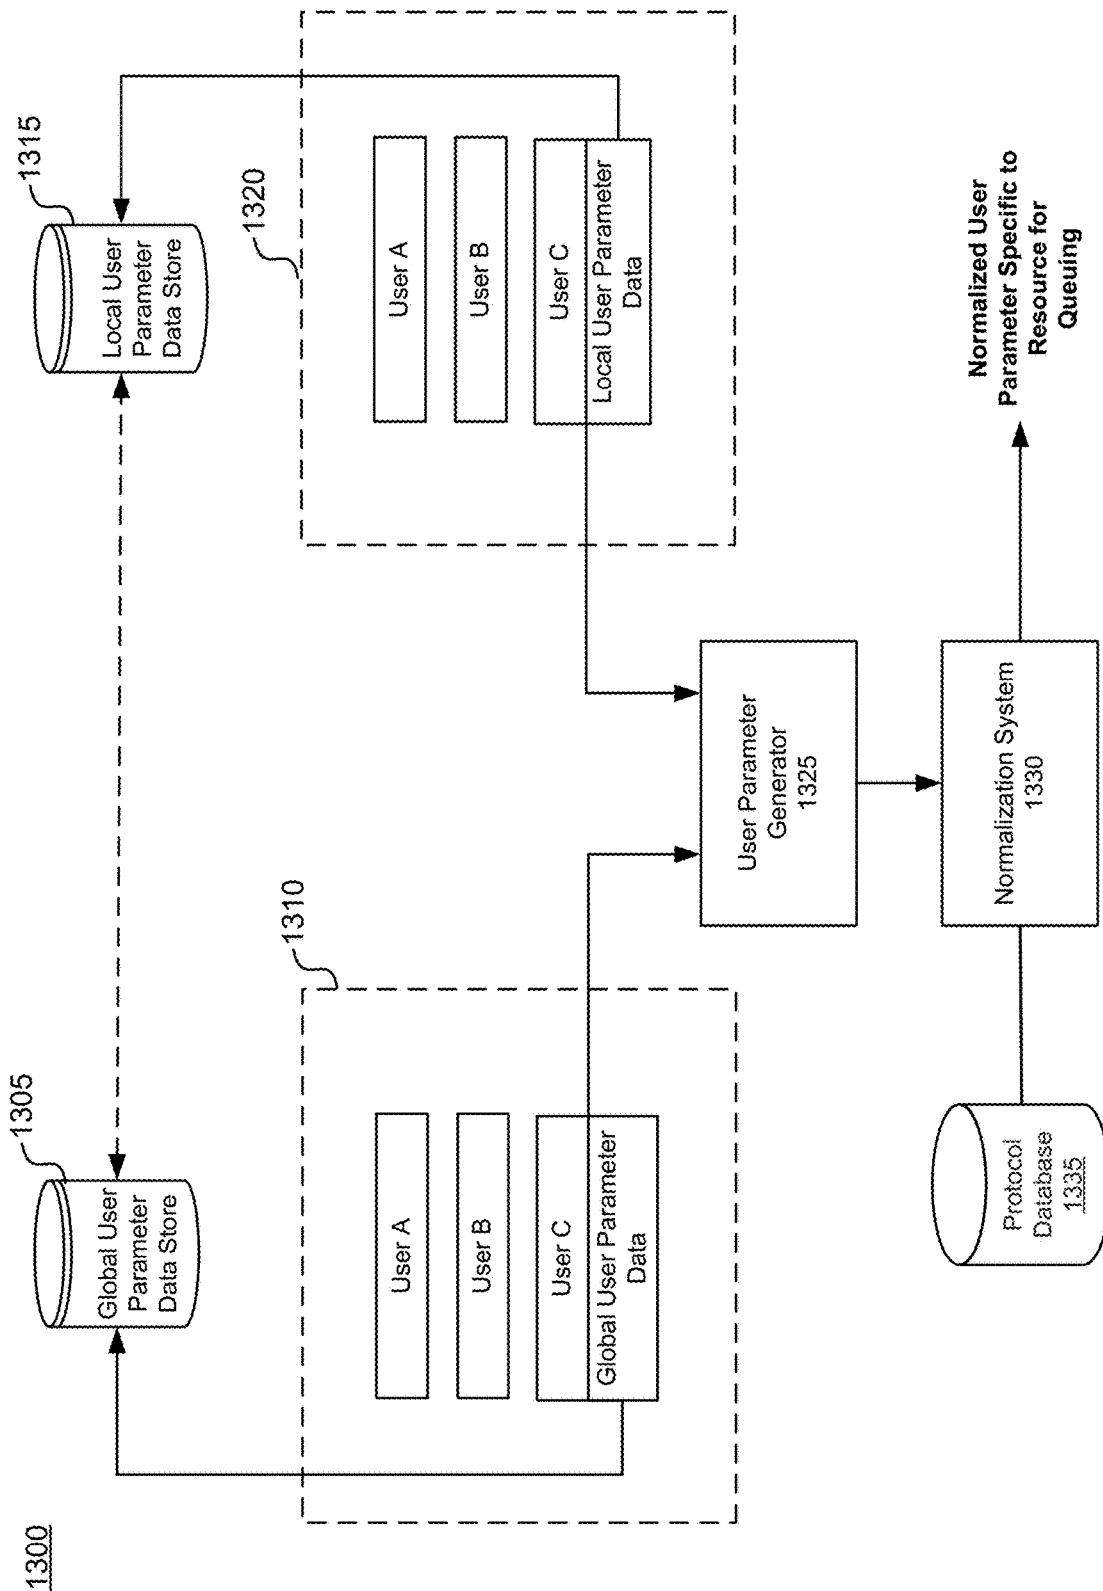 1300
1305
Global User
Parameter
Data Store
1315
Local User
Parameter
Data Store
1310
User A
User B
User C
Global User Parameter
Data
1320
User A
User B
User C
Local User Parameter
Data
User Parameter
Generator
1325
Normalization System
1330
Protocol
Database
1335
Normalized User
Parameter Specific to
Resource for
Queuing